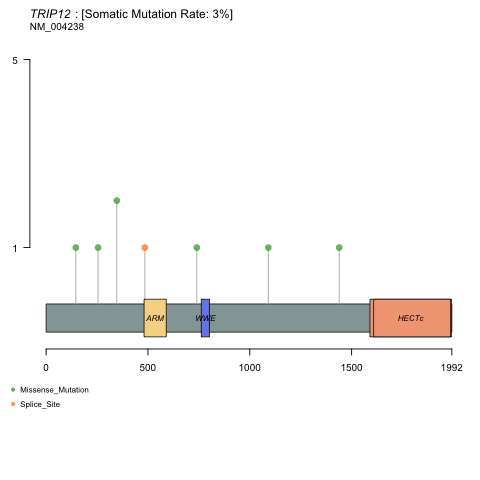 TRIP12 : [Somatic Mutation Rate: 3%]
NM_004238
5
1
ARM
WWE
HECTc
0 500 1000 1500 1992
Missense_Mutation
Splice_Site